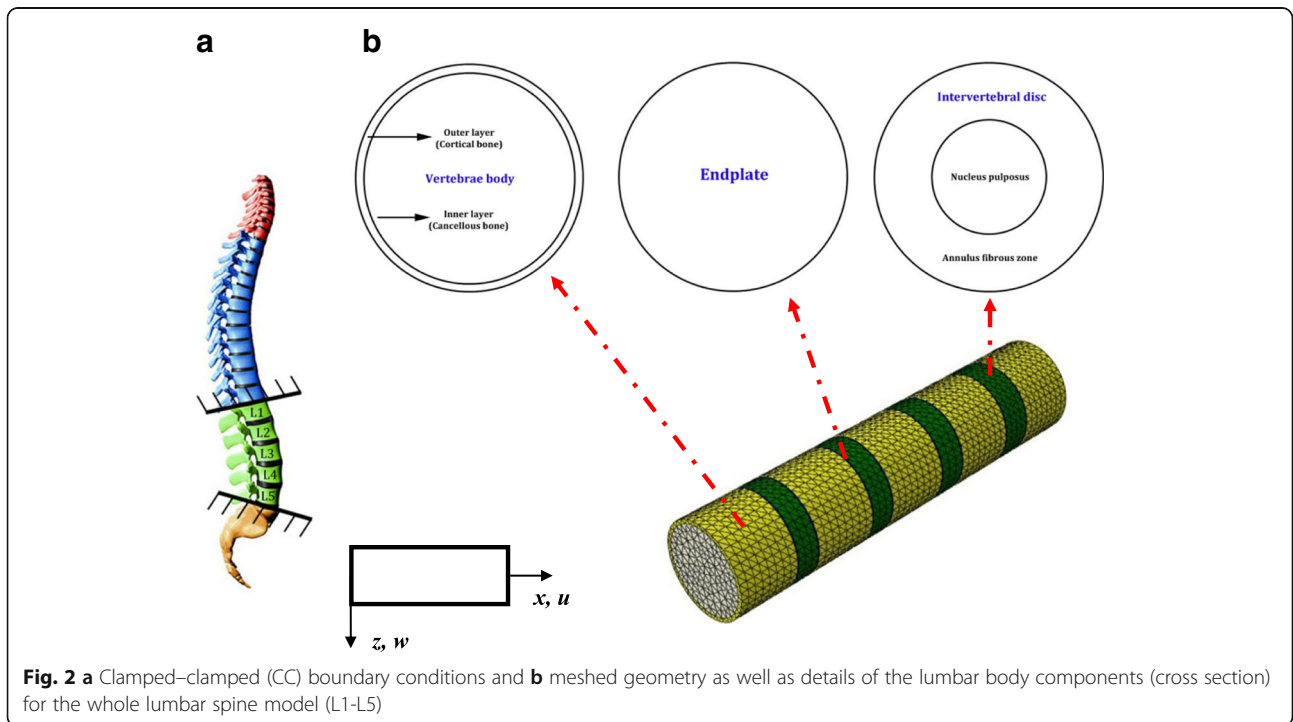 a
b
Outer layer
(Cortical bone)
Vertebrae body
Inner layer
(Cancellous bone)
Endplate
Intervertebral disc
Nucleus pulposus
Annulus fibrous zone
L1
L2
L3
L4
L5
x, u
z, w
Fig. 2 a Clamped–clamped (CC) boundary conditions and b meshed geometry as well as details of the lumbar body components (cross section)
for the whole lumbar spine model (L1-L5)